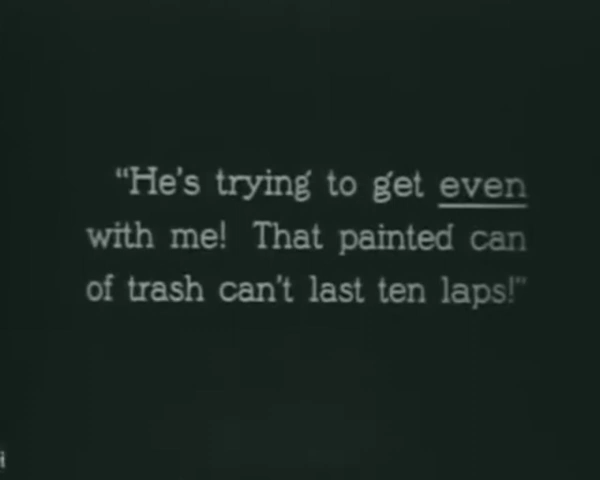 "He's trying to get even
with me! That painted can
of trash can't last ten laps!"